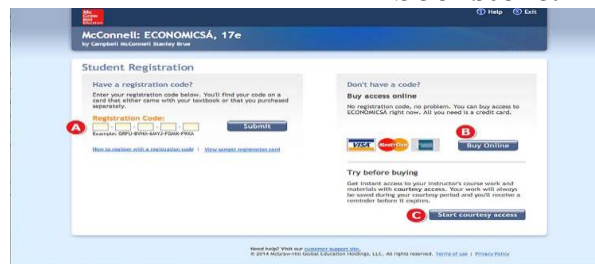 Mc Graw Hill Education
Help Exit
McConnell: ECONOMICSÁ, 17e
by Campbell McConnell Stanley Brue
Student Registration
Have a registration code?
Enter your registration code below. You'll find your code on a
card that either came with your textbook or that you purchased
separately.
Registration Code:
A
Submit
Example:
How to register with a registration code | View sample registration card
Don't have a code?
Buy access online
No registration code, no problem. You can buy access to
ECONOMICSÁ right now. All you need is a credit card.
B
VISA MasterCard Buy Online
Try before buying
Get instant access to your instructor's course work and
materials with courtesy access. Your work will always
be saved during your courtesy period and you'll receive a
reminder before it expires.
C Start courtesy access
Need help? Visit our customer support site.
© 2014 McGraw-Hill Global Education Holdings, LLC. All rights reserved. Terms of use | Privacy Policy